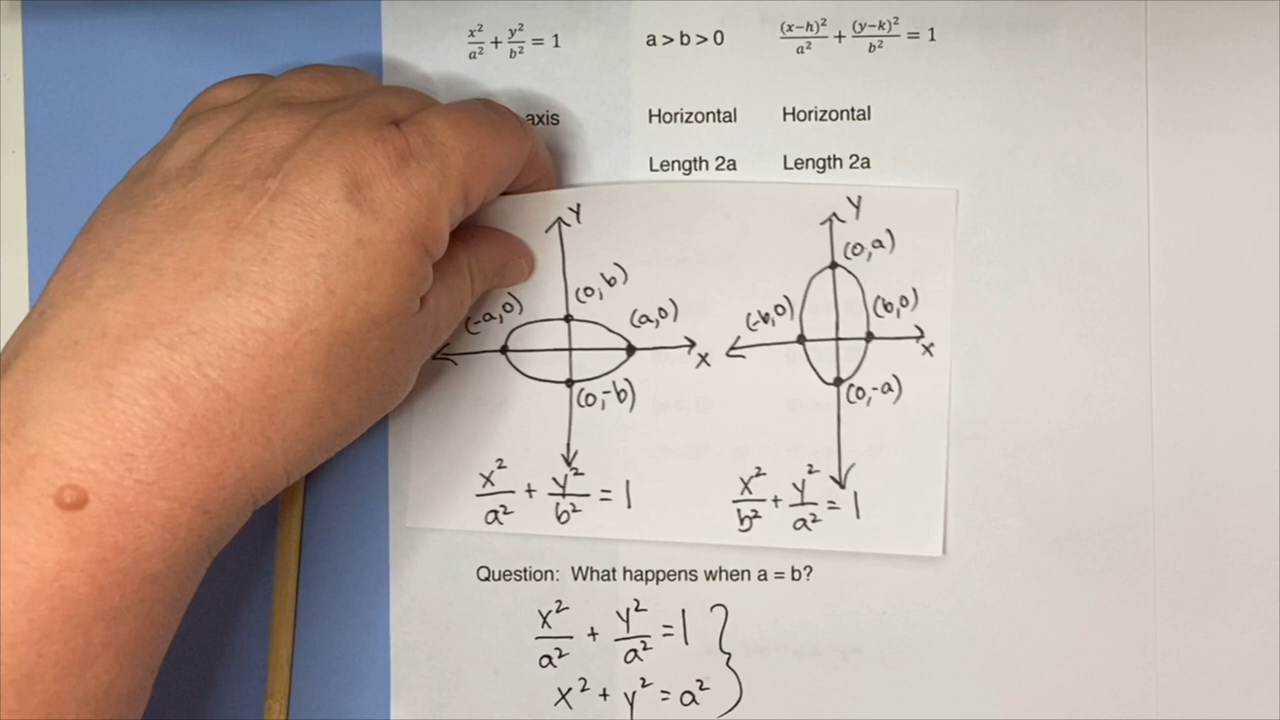 x²/a² + y²/b² = 1 a > b > 0 (x−h)²/a² + (y−k)²/b² = 1
axis Horizontal Horizontal
Length 2a Length 2a
Y Y
(0,a)
(0,b)
(-a,0) (a,0) (-b,0) (b,0)
x x
(0,-b) (0,-a)
x²/a² + y²/b² = 1 x²/b² + y²/a² = 1
Question: What happens when a = b?
x²/a² + y²/a² = 1
x² + y² = a²